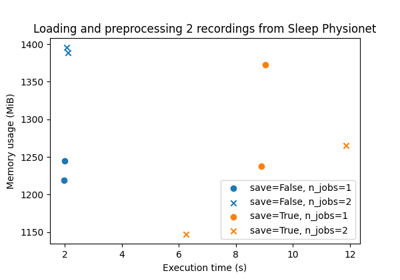 Loading and preprocessing 2 recordings from Sleep Physionet
1400
1350
1300
1250
1200
1150
Memory usage (MiB)
save=False, n_jobs=1
save=False, n_jobs=2
save=True, n_jobs=1
save=True, n_jobs=2
2 4 6 8 10 12
Execution time (s)